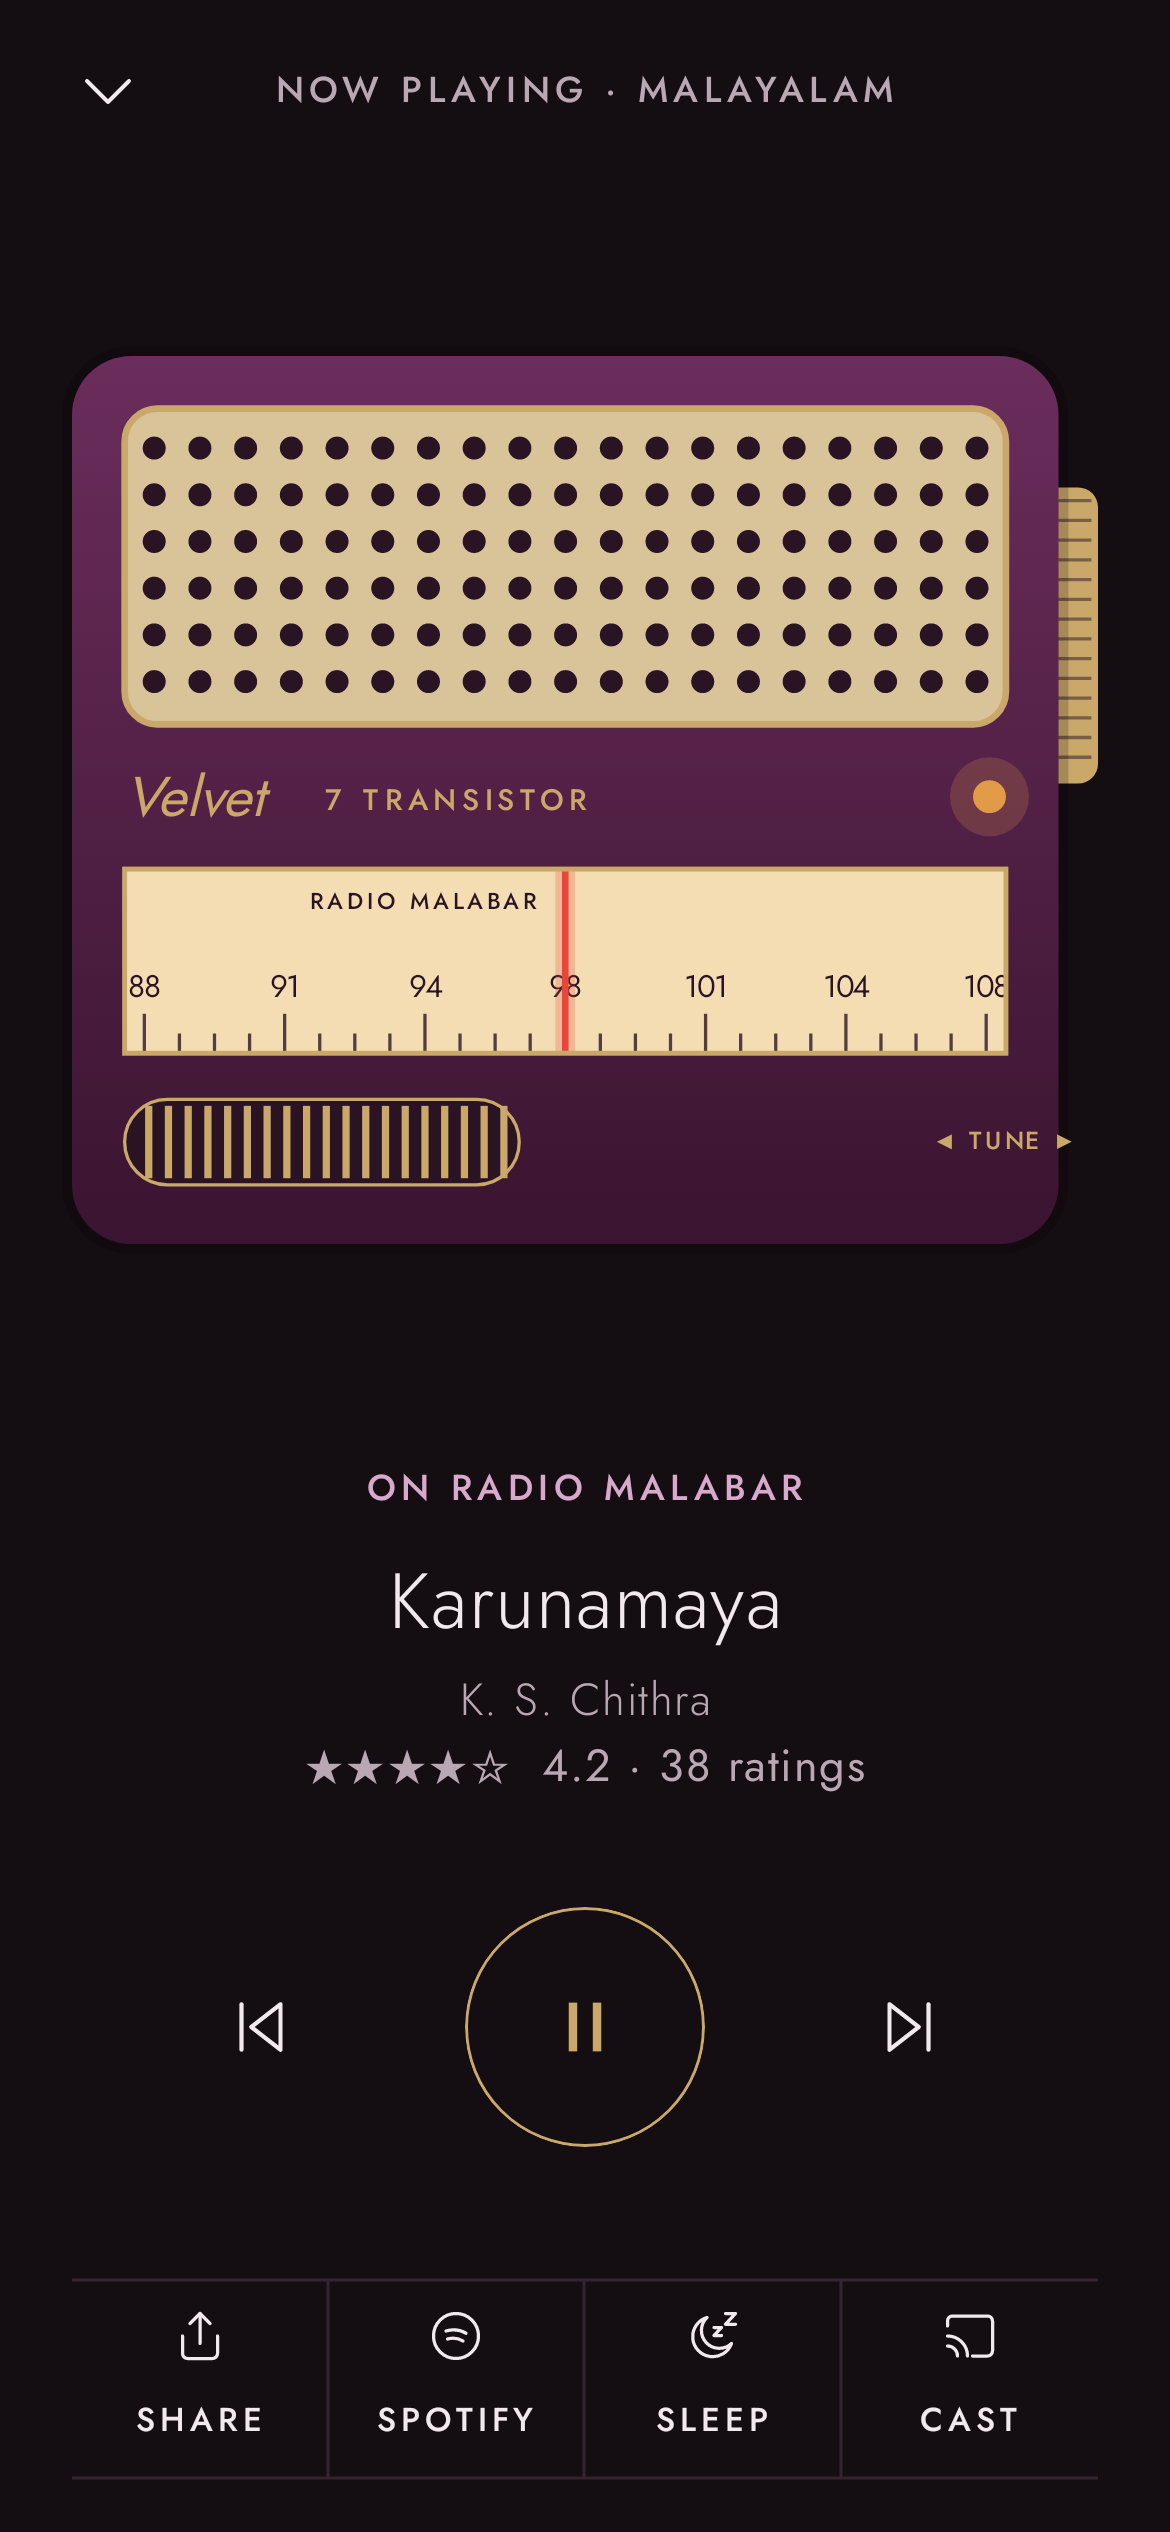 NOW PLAYING · MALAYALAM
Velvet 7 TRANSISTOR
RADIO MALABAR
88 91 94 98 101 104 108
◄ TUNE ►
ON RADIO MALABAR
Karunamaya
K. S. Chithra
★★★★☆ 4.2 · 38 ratings
SHARE SPOTIFY SLEEP CAST